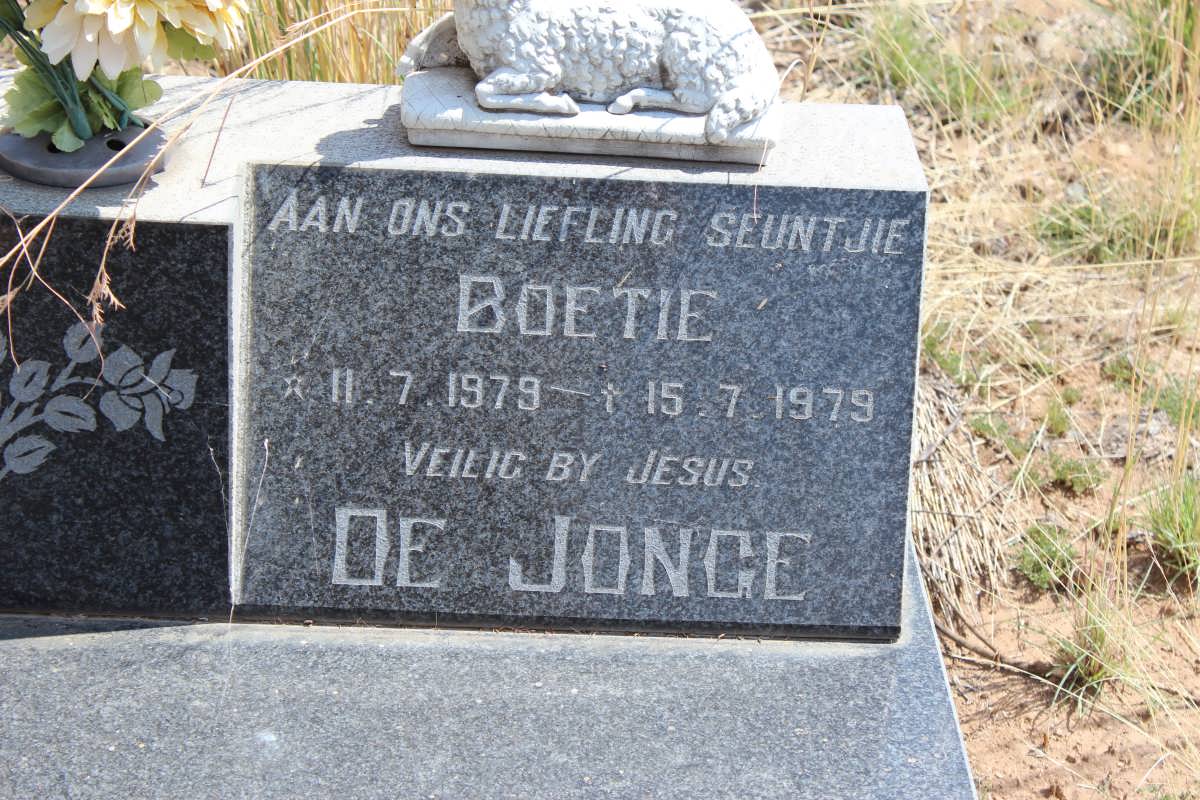 AAN ONS LIEFLING SEUNTJIE
BOETIE
* 11.7.1979 — † 15.7.1979
VEILIG BY JESUS.
DE JONGE